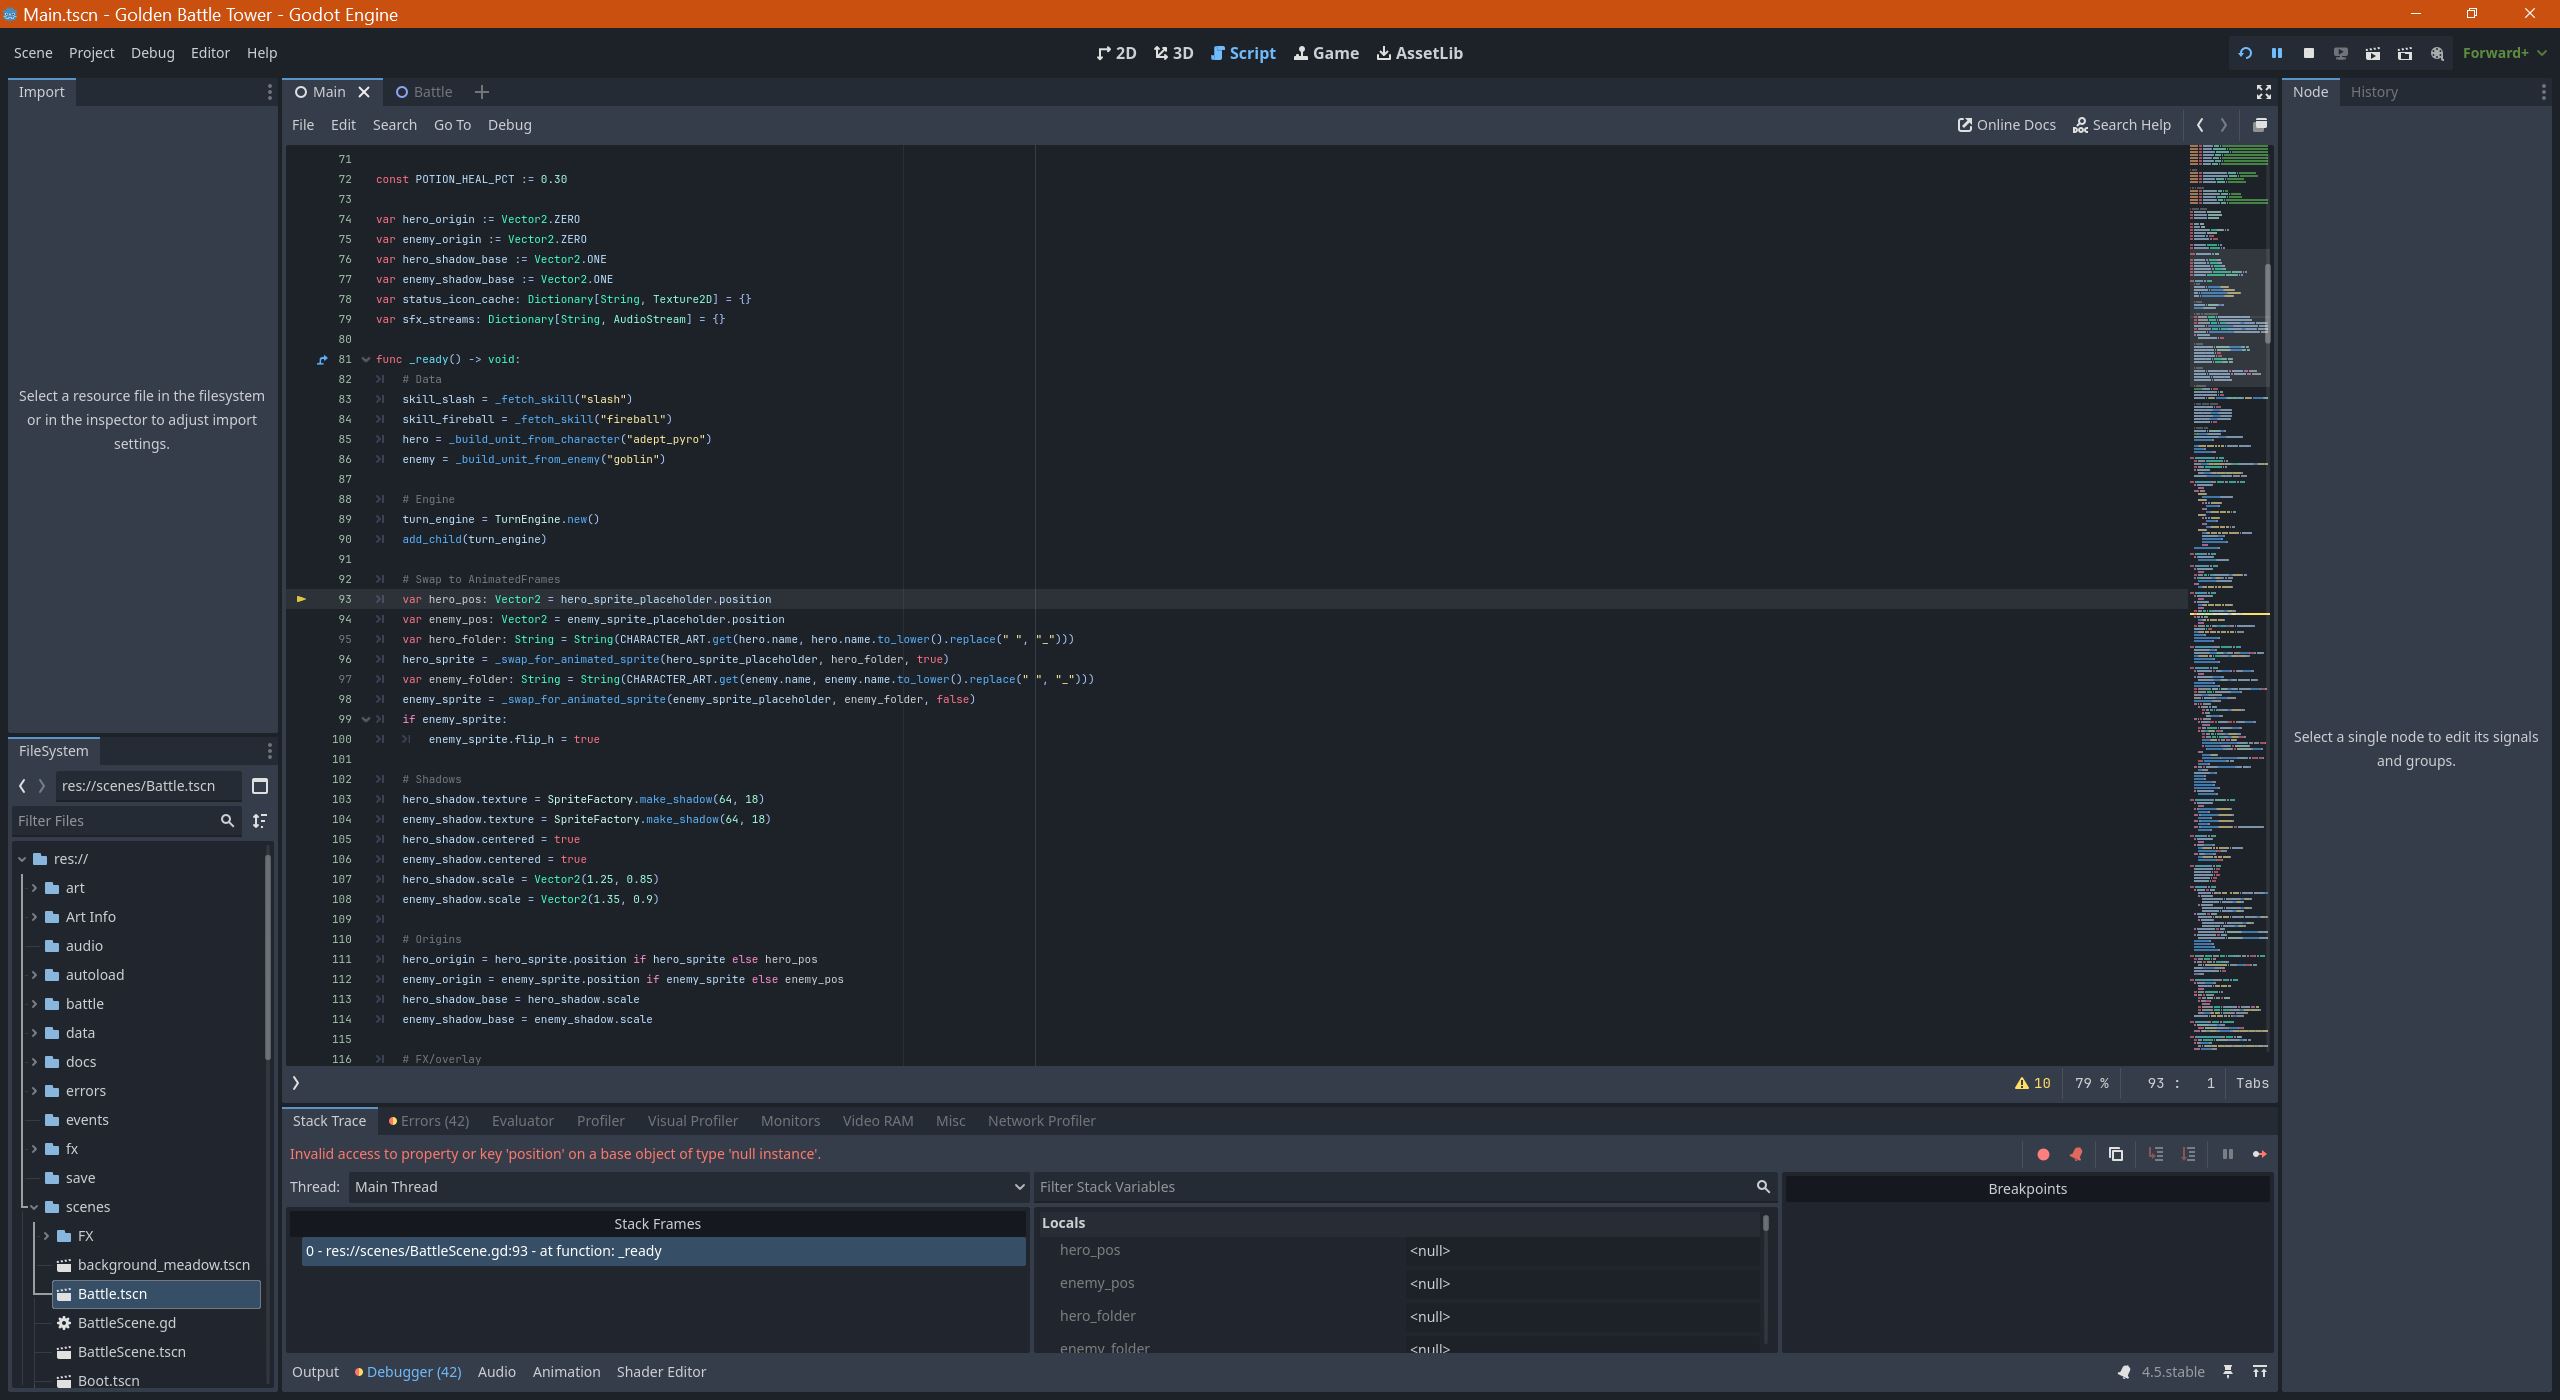 Main.tscn - Golden Battle Tower - Godot Engine
Scene Project Debug Editor Help
2D 3D Script Game AssetLib
Forward+
Import
Select a resource file in the filesystem
or in the inspector to adjust import
settings.
FileSystem
res://scenes/Battle.tscn
Filter Files
res://
art
Art Info
audio
autoload
battle
data
docs
errors
events
fx
save
scenes
FX
background_meadow.tscn
Battle.tscn
BattleScene.gd
BattleScene.tscn
Boot.tscn
Main Battle
File Edit Search Go To Debug
Online Docs Search Help
71
72 const POTION_HEAL_PCT := 0.30
73
74 var hero_origin := Vector2.ZERO
75 var enemy_origin := Vector2.ZERO
76 var hero_shadow_base := Vector2.ONE
77 var enemy_shadow_base := Vector2.ONE
78 var status_icon_cache: Dictionary[String, Texture2D] = {}
79 var sfx_streams: Dictionary[String, AudioStream] = {}
80
81 func _ready() -> void:
82 # Data
83 skill_slash = _fetch_skill("slash")
84 skill_fireball = _fetch_skill("fireball")
85 hero = _build_unit_from_character("adept_pyro")
86 enemy = _build_unit_from_enemy("goblin")
87
88 # Engine
89 turn_engine = TurnEngine.new()
90 add_child(turn_engine)
91
92 # Swap to AnimatedFrames
93 var hero_pos: Vector2 = hero_sprite_placeholder.position
94 var enemy_pos: Vector2 = enemy_sprite_placeholder.position
95 var hero_folder: String = String(CHARACTER_ART.get(hero.name, hero.name.to_lower().replace(" ", "_")))
96 hero_sprite = _swap_for_animated_sprite(hero_sprite_placeholder, hero_folder, true)
97 var enemy_folder: String = String(CHARACTER_ART.get(enemy.name, enemy.name.to_lower().replace(" ", "_")))
98 enemy_sprite = _swap_for_animated_sprite(enemy_sprite_placeholder, enemy_folder, false)
99 if enemy_sprite:
100 enemy_sprite.flip_h = true
101
102 # Shadows
103 hero_shadow.texture = SpriteFactory.make_shadow(64, 18)
104 enemy_shadow.texture = SpriteFactory.make_shadow(64, 18)
105 hero_shadow.centered = true
106 enemy_shadow.centered = true
107 hero_shadow.scale = Vector2(1.25, 0.85)
108 enemy_shadow.scale = Vector2(1.35, 0.9)
109
110 # Origins
111 hero_origin = hero_sprite.position if hero_sprite else hero_pos
112 enemy_origin = enemy_sprite.position if enemy_sprite else enemy_pos
113 hero_shadow_base = hero_shadow.scale
114 enemy_shadow_base = enemy_shadow.scale
115
116 # FX/overlay
10 79 % 93 : 1 Tabs
Stack Trace Errors (42) Evaluator Profiler Visual Profiler Monitors Video RAM Misc Network Profiler
Invalid access to property or key 'position' on a base object of type 'null instance'.
Thread: Main Thread
Stack Frames
0 - res://scenes/BattleScene.gd:93 - at function: _ready
Filter Stack Variables
Locals
hero_pos <null>
enemy_pos <null>
hero_folder <null>
enemy_folder <null>
Breakpoints
Output Debugger (42) Audio Animation Shader Editor
4.5.stable
Node History
Select a single node to edit its signals
and groups.